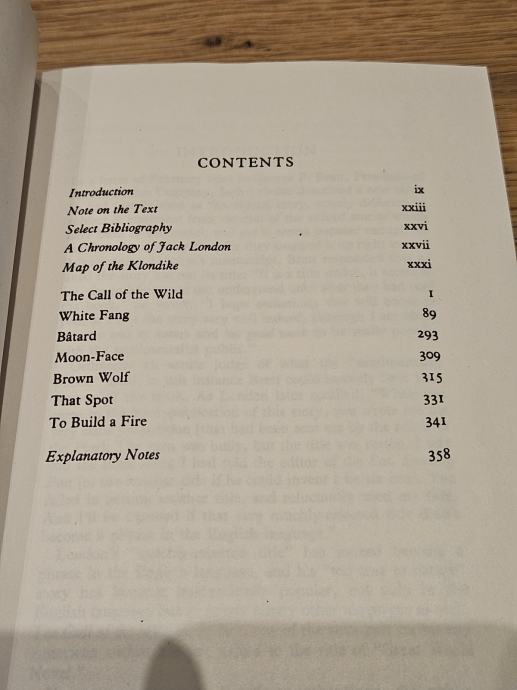 CONTENTS
Introduction ix
Note on the Text xxiii
Select Bibliography xxvi
A Chronology of Jack London xxvii
Map of the Klondike xxxi
The Call of the Wild 1
White Fang 89
Bâtard 293
Moon-Face 309
Brown Wolf 315
That Spot 331
To Build a Fire 341
Explanatory Notes 358